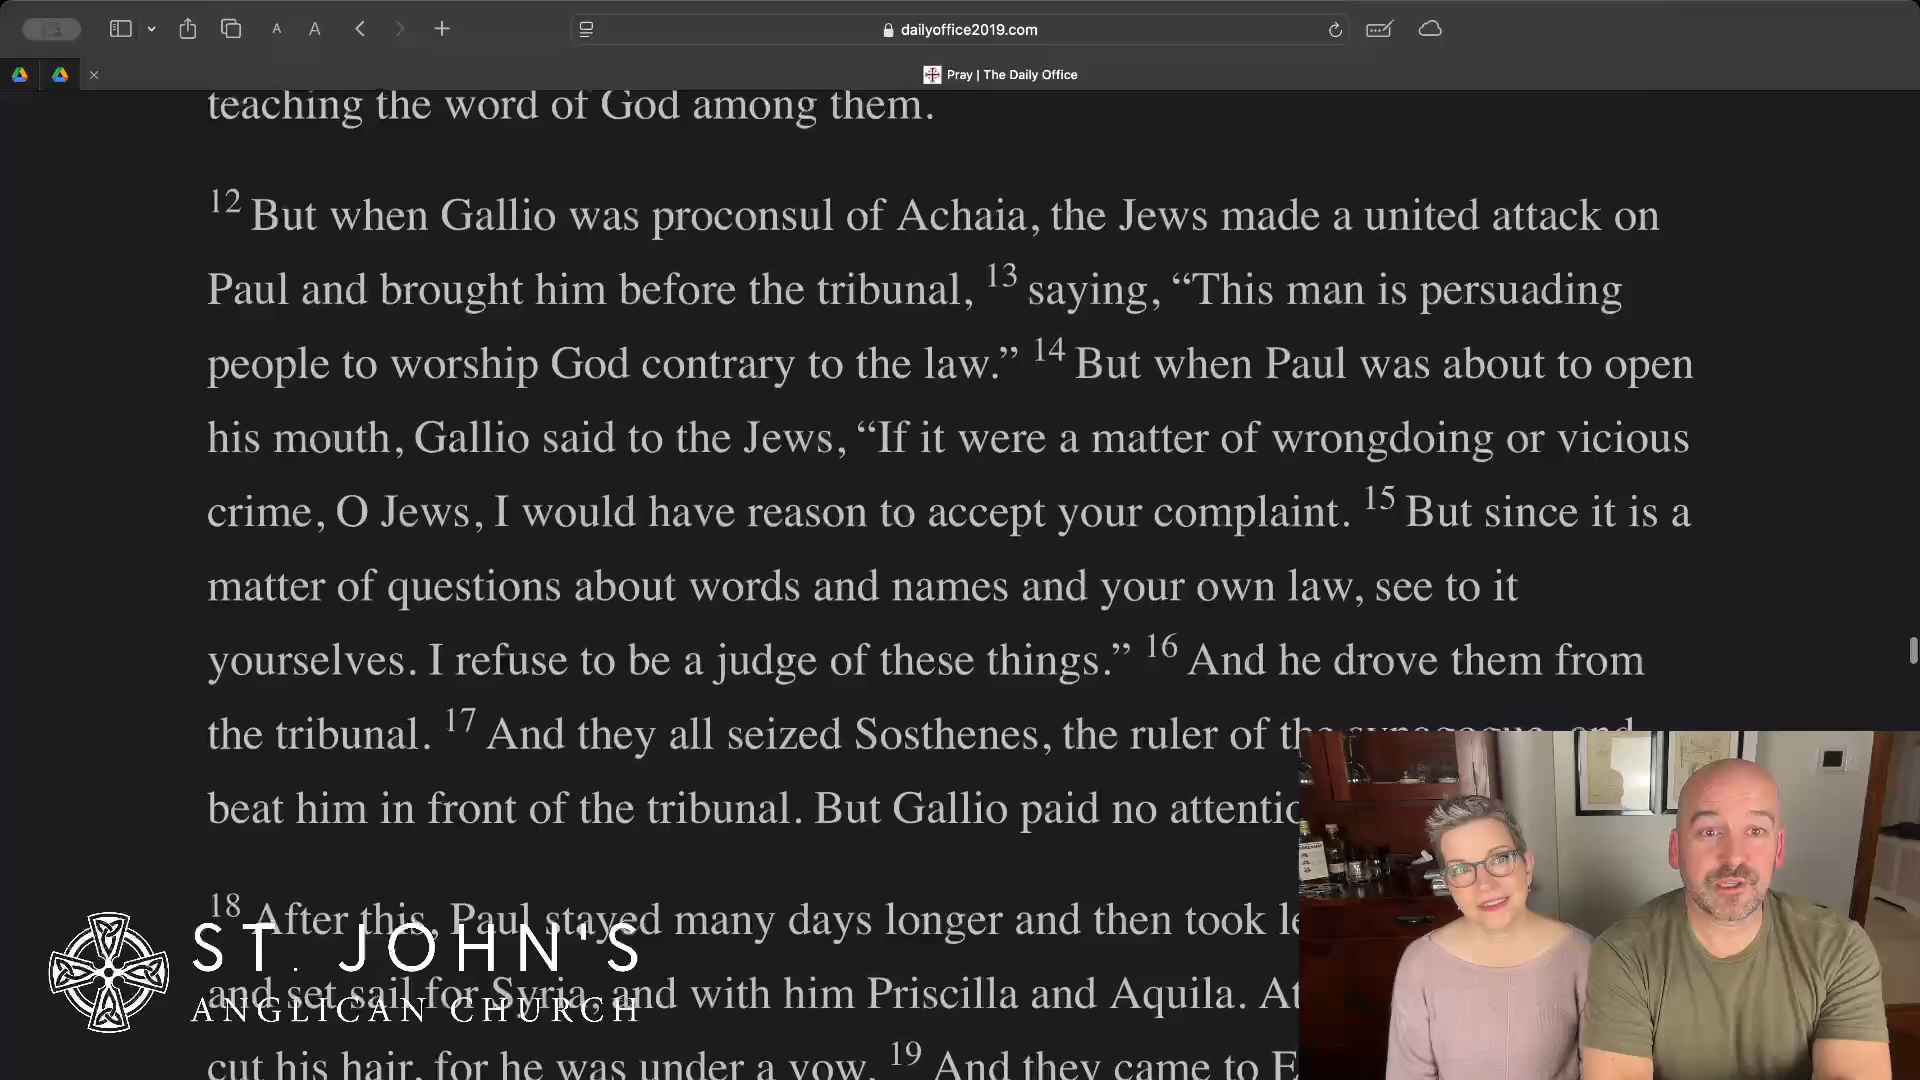 A A
dailyoffice2019.com
Pray | The Daily Office
teaching the word of God among them.
12 But when Gallio was proconsul of Achaia, the Jews made a united attack on
Paul and brought him before the tribunal, 13 saying, “This man is persuading
people to worship God contrary to the law.” 14 But when Paul was about to open
his mouth, Gallio said to the Jews, “If it were a matter of wrongdoing or vicious
crime, O Jews, I would have reason to accept your complaint. 15 But since it is a
matter of questions about words and names and your own law, see to it
yourselves. I refuse to be a judge of these things.” 16 And he drove them from
the tribunal. 17 And they all seized Sosthenes, the ruler of the synagogue, and
beat him in front of the tribunal. But Gallio paid no attentio
18 After this, Paul stayed many days longer and then took le
and set sail for Syria, and with him Priscilla and Aquila. At
cut his hair, for he was under a vow. 19 And they came to E
ST. JOHN'S
ANGLICAN CHURCH